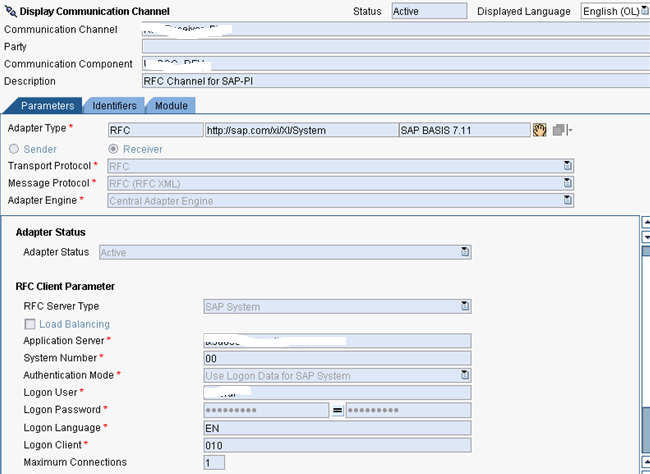 Display Communication Channel Status Active Displayed Language English (OL)
Communication Channel
Party
Communication Component
Description RFC Channel for SAP-PI
Parameters Identifiers Module
Adapter Type * RFC http://sap.com/xi/XI/System SAP BASIS 7.11
Sender Receiver
Transport Protocol * RFC
Message Protocol * RFC (RFC XML)
Adapter Engine * Central Adapter Engine
Adapter Status
Adapter Status Active
RFC Client Parameter
RFC Server Type SAP System
Load Balancing
Application Server *
System Number * 00
Authentication Mode * Use Logon Data for SAP System
Logon User *
Logon Password * ●●●●●●●●● = ●●●●●●●●●
Logon Language * EN
Logon Client * 010
Maximum Connections 1